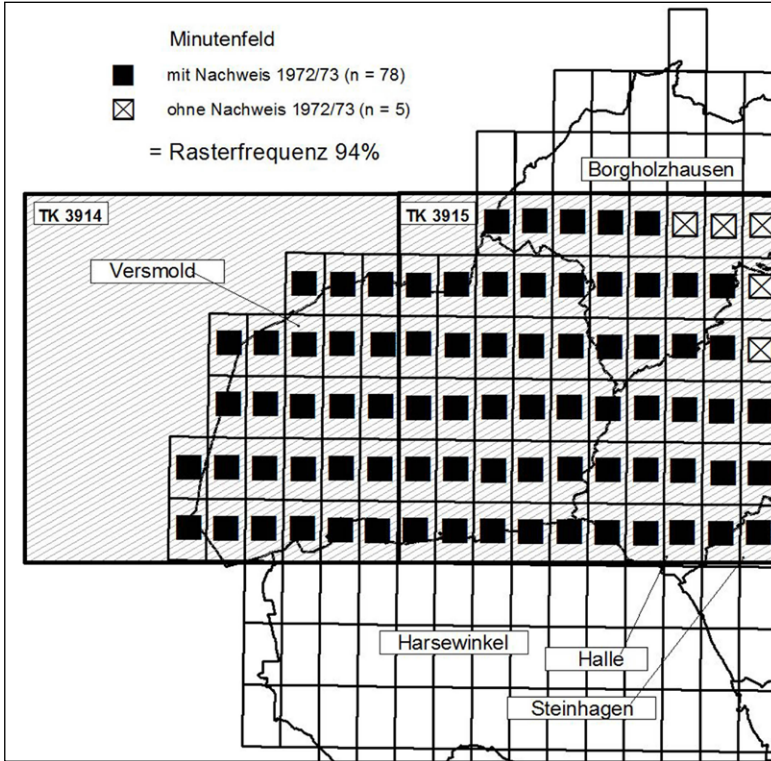 Minutenfeld
mit Nachweis 1972/73 (n = 78)
ohne Nachweis 1972/73 (n = 5)
= Rasterfrequenz 94%
Borgholzhausen
TK 3914
TK 3915
Versmold
Harsewinkel
Halle
Steinhagen